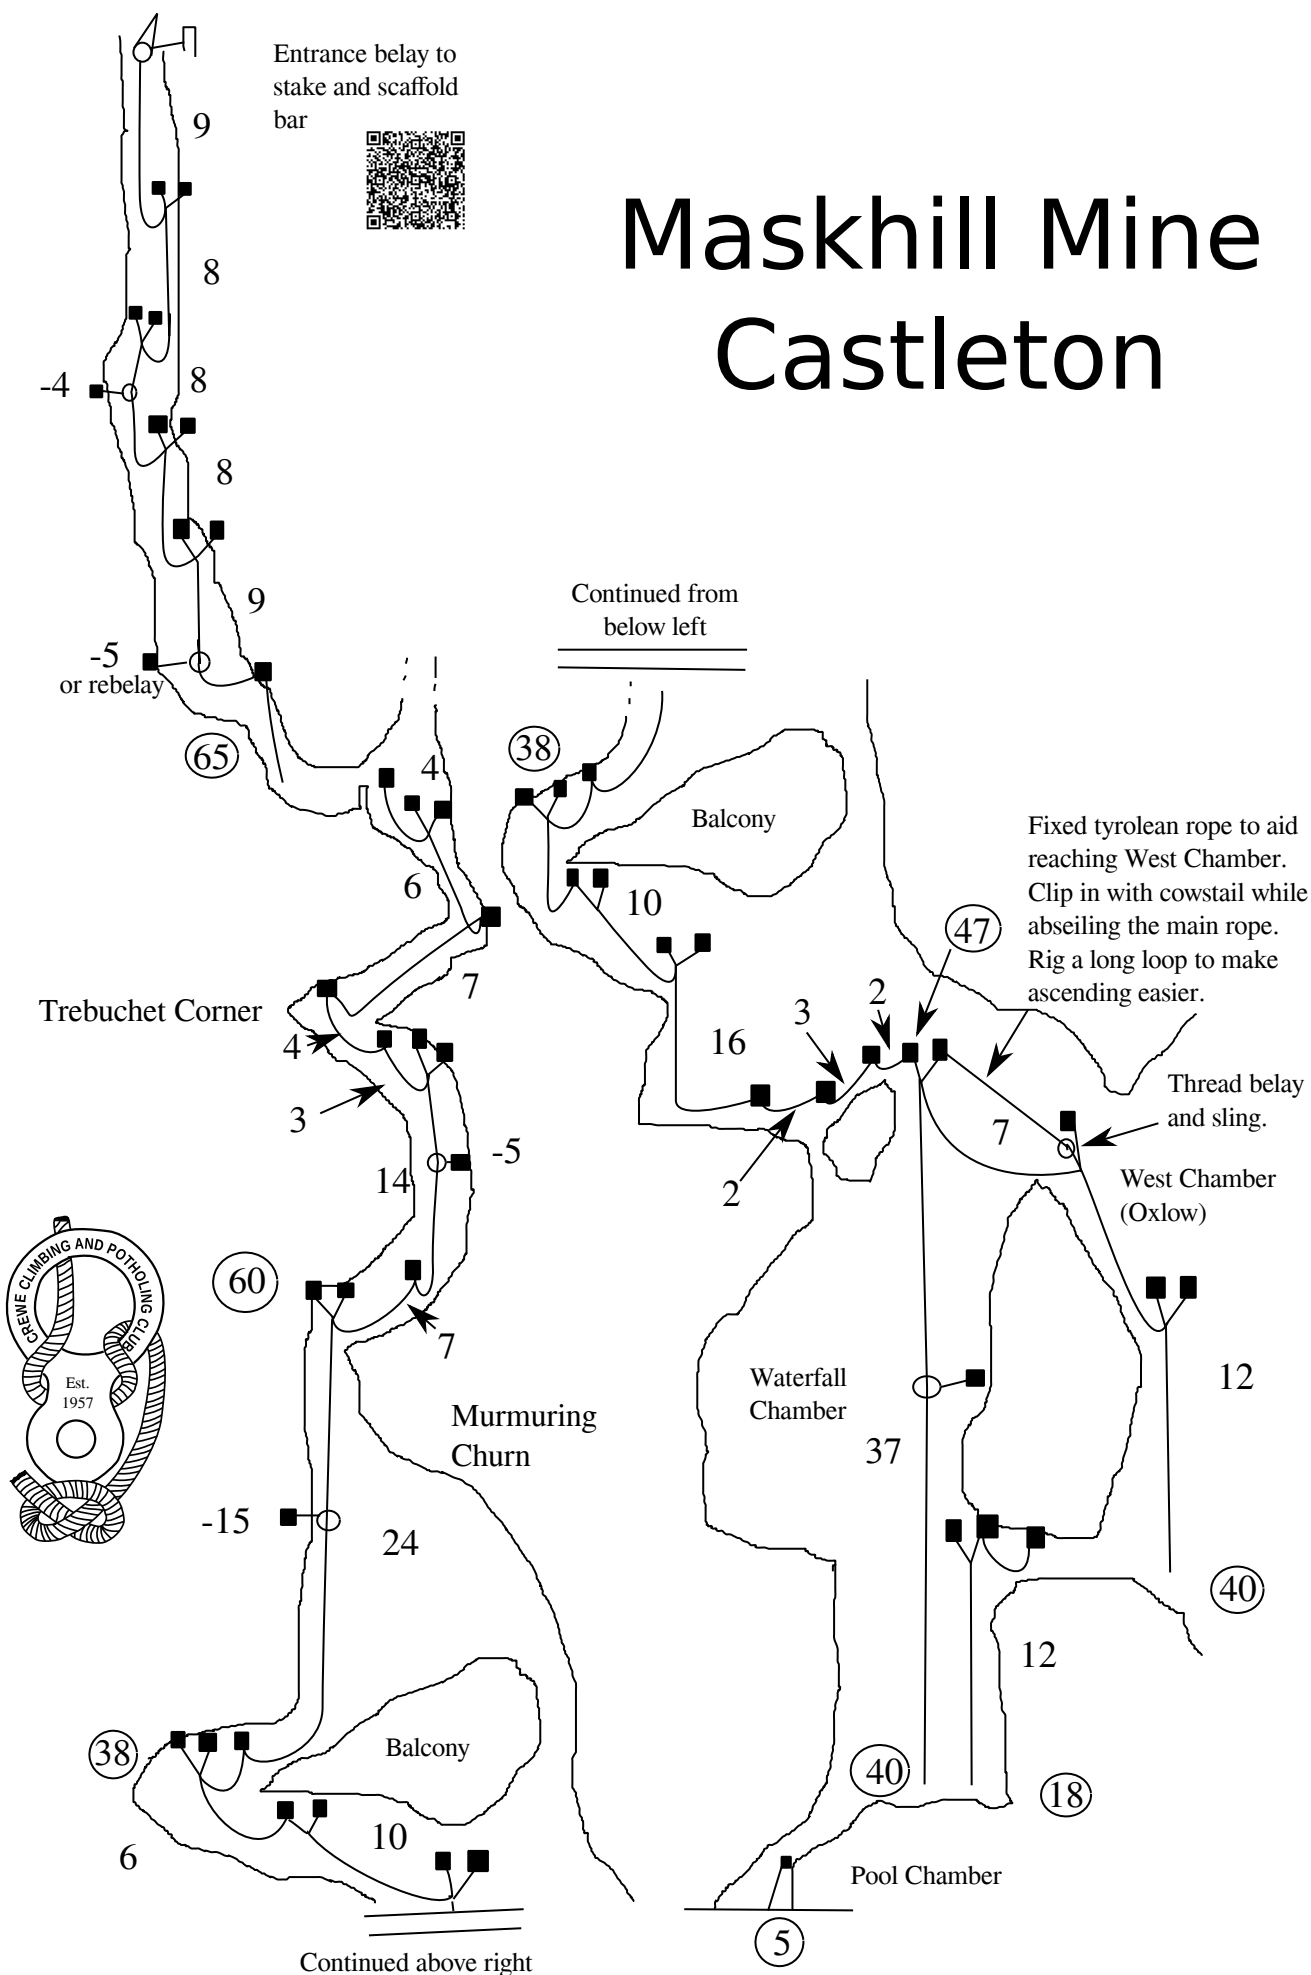 Maskhill Mine
Castleton
Entrance belay to
stake and scaffold
bar
9
8
-4
8
8
9
-5
or rebelay
65
4
6
7
Trebuchet Corner
4
3
-5
14
60
7
CREWE CLIMBING AND POTHOLING CLUB
Est.
1957
Murmuring
Churn
-15
24
38
Balcony
6
10
Continued above right
Continued from
below left
38
Balcony
10
16
2
3
2
47
Fixed tyrolean rope to aid
reaching West Chamber.
Clip in with cowstail while
abseiling the main rope.
Rig a long loop to make
ascending easier.
7
Thread belay
and sling.
West Chamber
(Oxlow)
12
40
Waterfall
Chamber
37
12
40
18
Pool Chamber
5